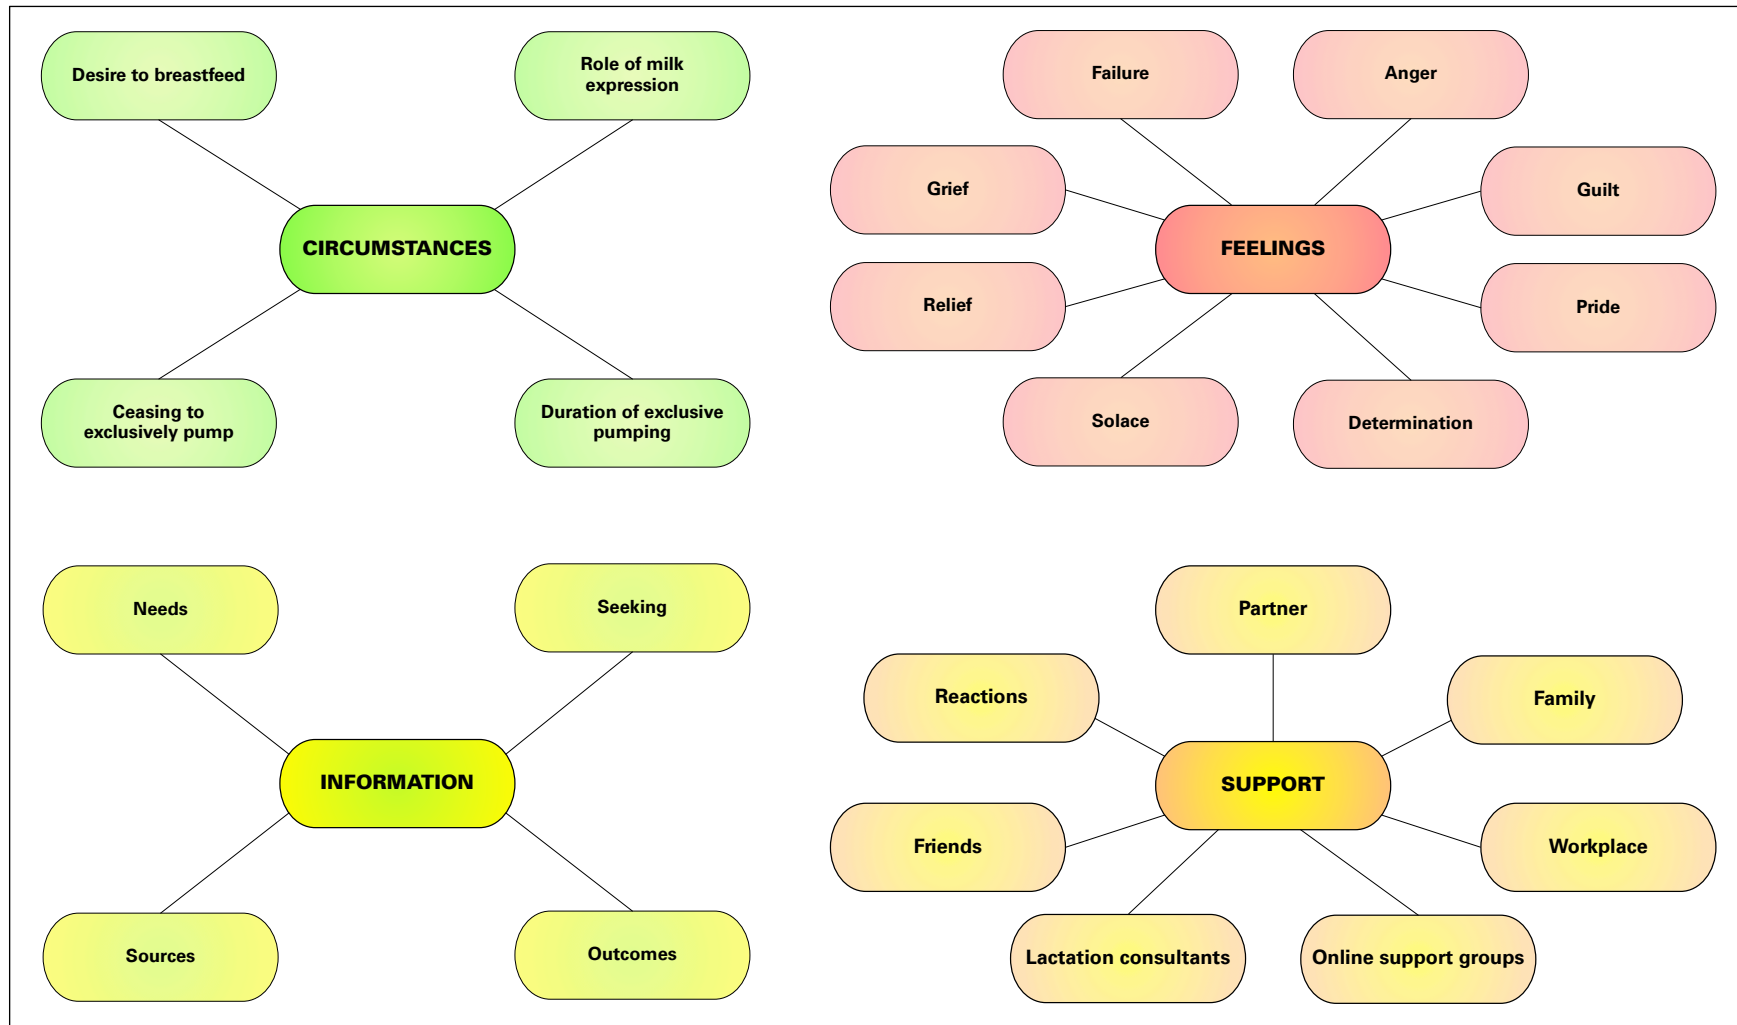 Desire to breastfeed
Role of milk
expression
CIRCUMSTANCES
Ceasing to
exclusively pump
Duration of exclusive
pumping
Failure
Anger
Grief
Guilt
FEELINGS
Relief
Pride
Solace
Determination
Needs
Seeking
INFORMATION
Sources
Outcomes
Partner
Reactions
Family
SUPPORT
Friends
Workplace
Lactation consultants
Online support groups